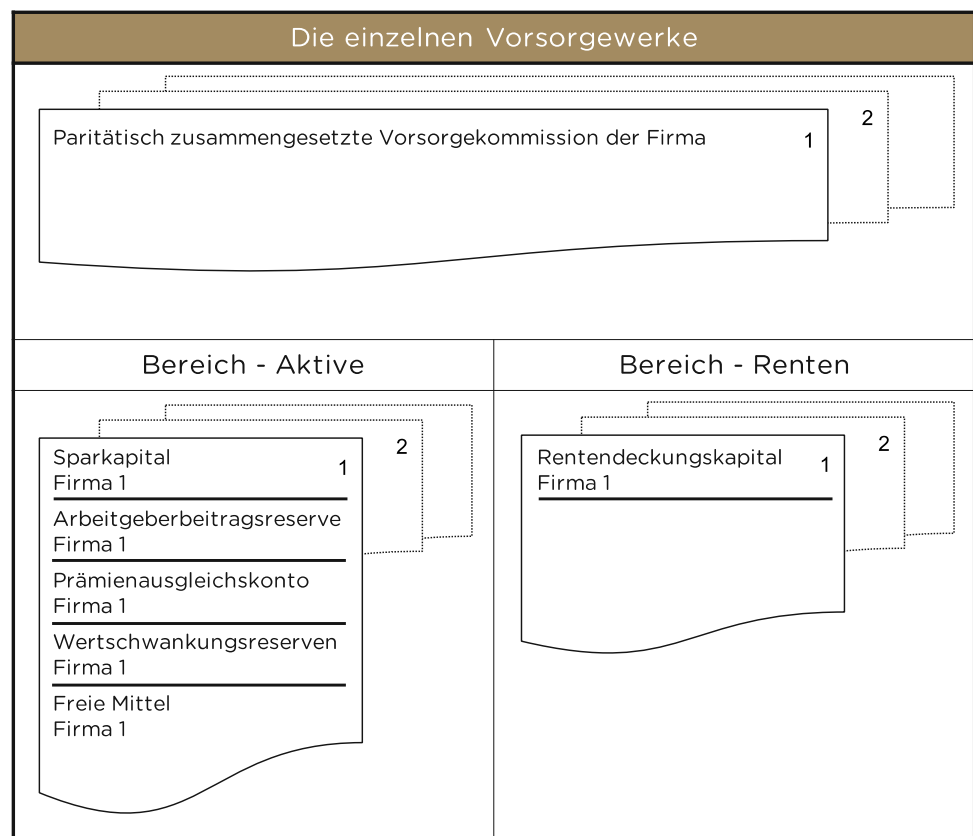 Die einzelnen Vorsorgewerke
2
Paritätisch zusammengesetzte Vorsorgekommission der Firma
1
Bereich - Aktive
Bereich - Renten
2
Sparkapital
1
Firma 1
Arbeitgeberbeitragsreserve
Firma 1
Prämienausgleichskonto
Firma 1
Wertschwankungsreserven
Firma 1
Freie Mittel
Firma 1
2
Rentendeckungskapital
1
Firma 1